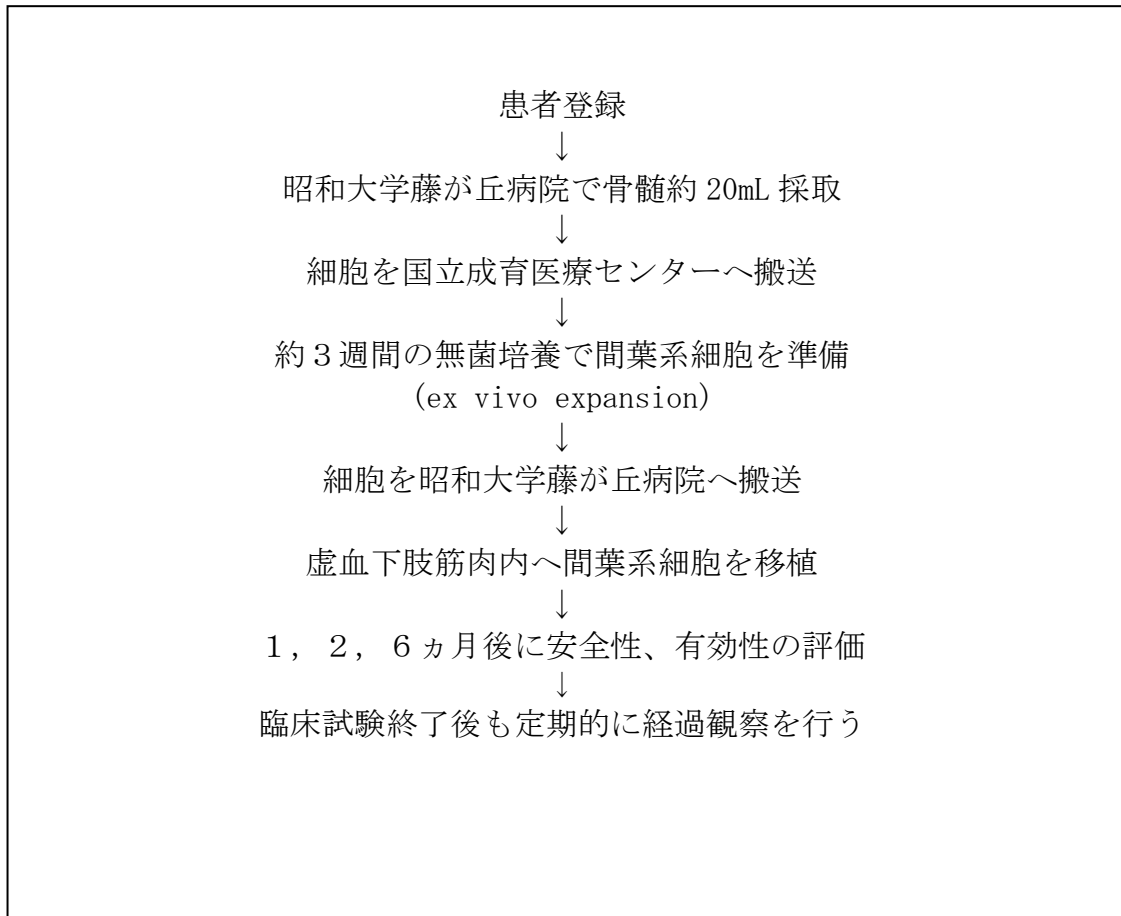 患者登録
↓
昭和大学藤が丘病院で骨髄約 20mL 採取
↓
細胞を国立成育医療センターへ搬送
↓
約３週間の無菌培養で間葉系細胞を準備
(ex vivo expansion)
↓
細胞を昭和大学藤が丘病院へ搬送
↓
虚血下肢筋肉内へ間葉系細胞を移植
↓
１，２，６ヵ月後に安全性、有効性の評価
↓
臨床試験終了後も定期的に経過観察を行う